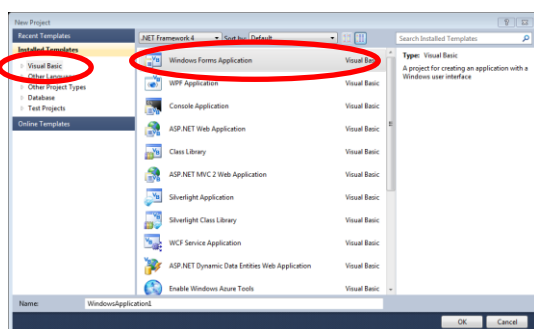 New Project
Recent Templates
.NET Framework 4 Sort by: Default
Search Installed Templates
Installed Templates
Visual Basic
Other Languages
Other Project Types
Database
Test Projects
Online Templates
Windows Forms Application Visual Basic
WPF Application Visual Basic
Console Application Visual Basic
ASP.NET Web Application Visual Basic
Class Library Visual Basic
ASP.NET MVC 2 Web Application Visual Basic
Silverlight Application Visual Basic
Silverlight Class Library Visual Basic
WCF Service Application Visual Basic
ASP.NET Dynamic Data Entities Web Application Visual Basic
Enable Windows Azure Tools Visual Basic
Type: Visual Basic
A project for creating an application with a
Windows user interface
Name: WindowsApplication1
OK Cancel